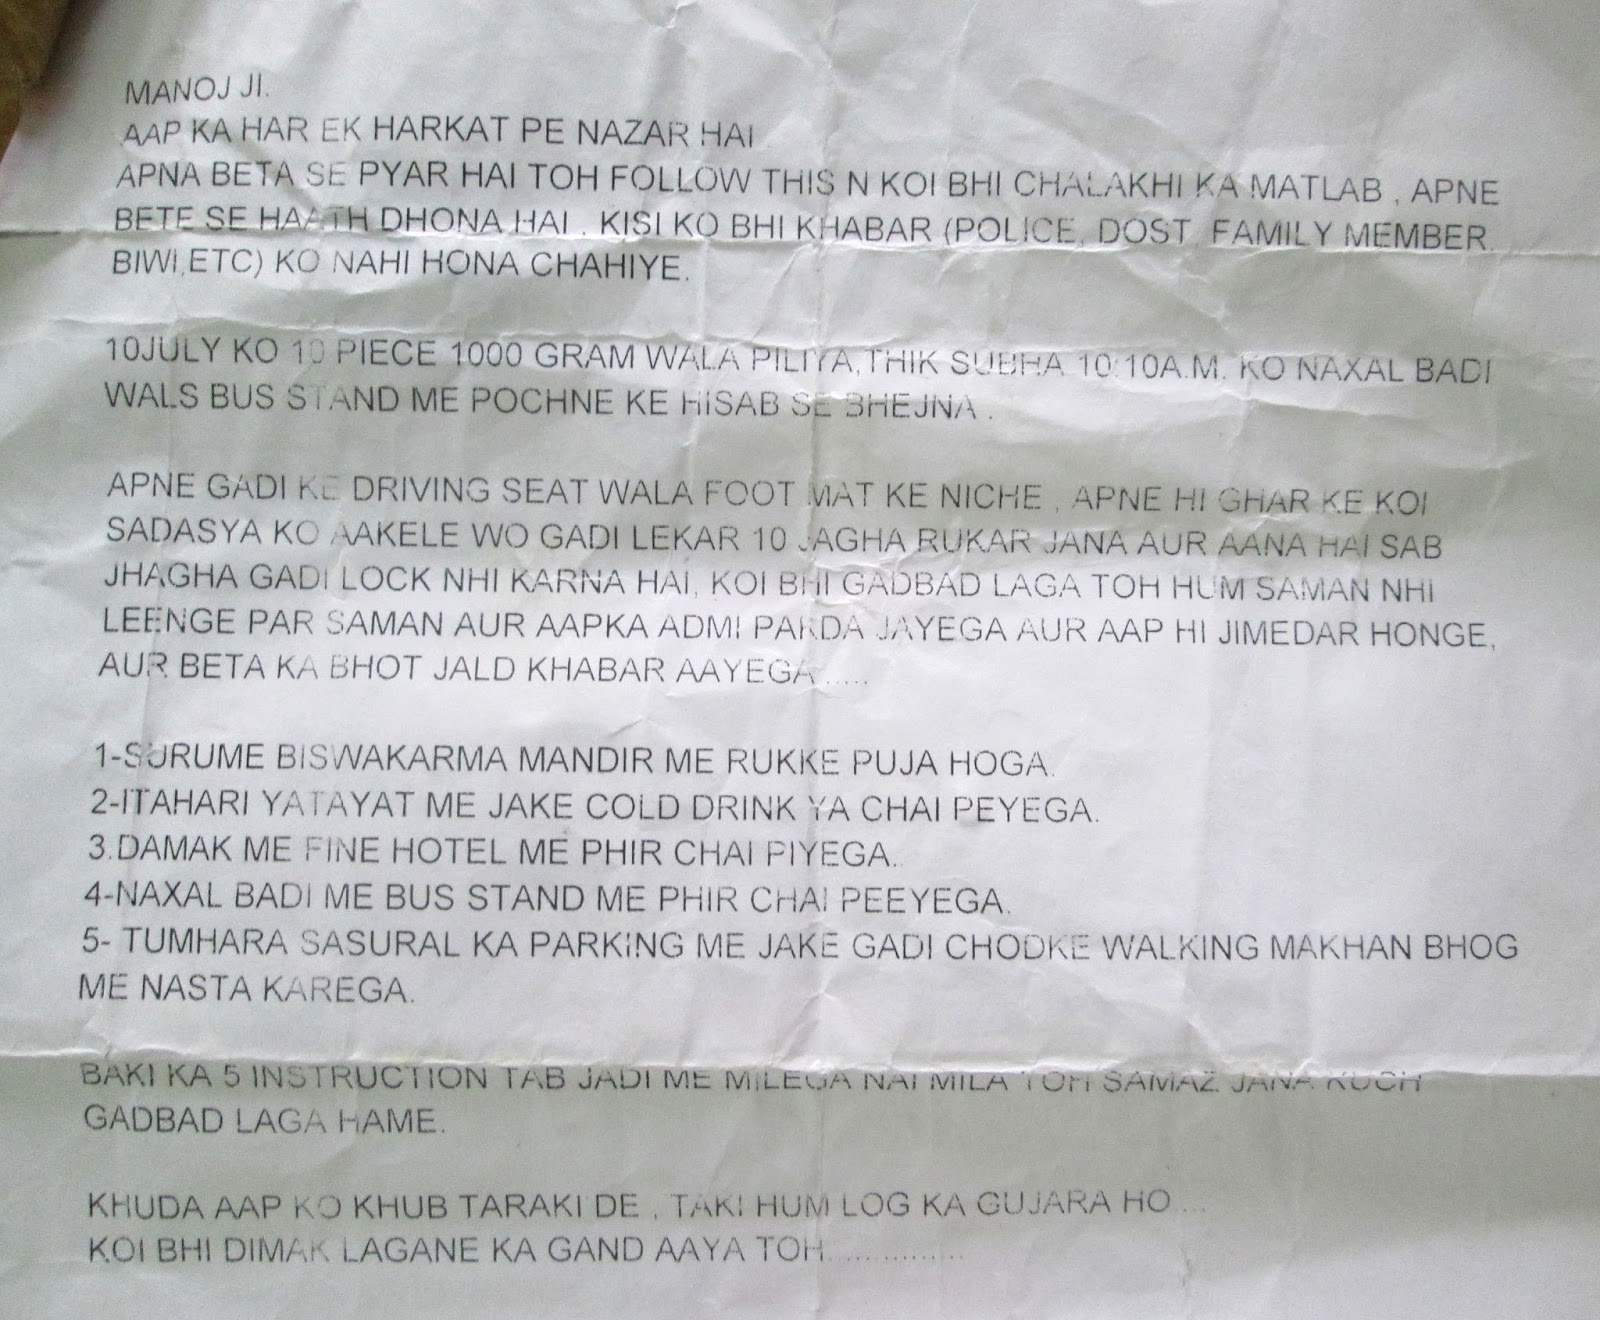 MANOJ JI.
AAP KA HAR EK HARKAT PE NAZAR HAI
APNA BETA SE PYAR HAI TOH FOLLOW THIS N KOI BHI CHALAKHI KA MATLAB , APNE
BETE SE HAATH DHONA HAI . KISI KO BHI KHABAR (POLICE, DOST FAMILY MEMBER,
BIWI,ETC) KO NAHI HONA CHAHIYE.
10JULY KO 10 PIECE 1000 GRAM WALA PILIYA,THIK SUBHA 10:10A.M. KO NAXAL BADI
WALS BUS STAND ME POCHNE KE HISAB SE BHEJNA .
APNE GADI KE DRIVING SEAT WALA FOOT MAT KE NICHE , APNE HI GHAR KE KOI
SADASYA KO AAKELE WO GADI LEKAR 10 JAGHA RUKAR JANA AUR AANA HAI SAB
JHAGHA GADI LOCK NHI KARNA HAI, KOI BHI GADBAD LAGA TOH HUM SAMAN NHI
LEENGE PAR SAMAN AUR AAPKA ADMI PAKDA JAYEGA AUR AAP HI JIMEDAR HONGE,
AUR BETA KA BHOT JALD KHABAR AAYEGA.....
1-SURUME BISWAKARMA MANDIR ME RUKKE PUJA HOGA.
2-ITAHARI YATAYAT ME JAKE COLD DRINK YA CHAI PEYEGA.
3.DAMAK ME FINE HOTEL ME PHIR CHAI PIYEGA.
4-NAXAL BADI ME BUS STAND ME PHIR CHAI PEEYEGA.
5- TUMHARA SASURAL KA PARKING ME JAKE GADI CHODKE WALKING MAKHAN BHOG
ME NASTA KAREGA.
BAKI KA 5 INSTRUCTION TAB JADI ME MILEGA NAI MILA TOH SAMAZ JANA KUCH
GADBAD LAGA HAME.
KHUDA AAP KO KHUB TARAKI DE , TAKI HUM LOG KA GUJARA HO ...
KOI BHI DIMAK LAGANE KA GAND AAYA TOH..............